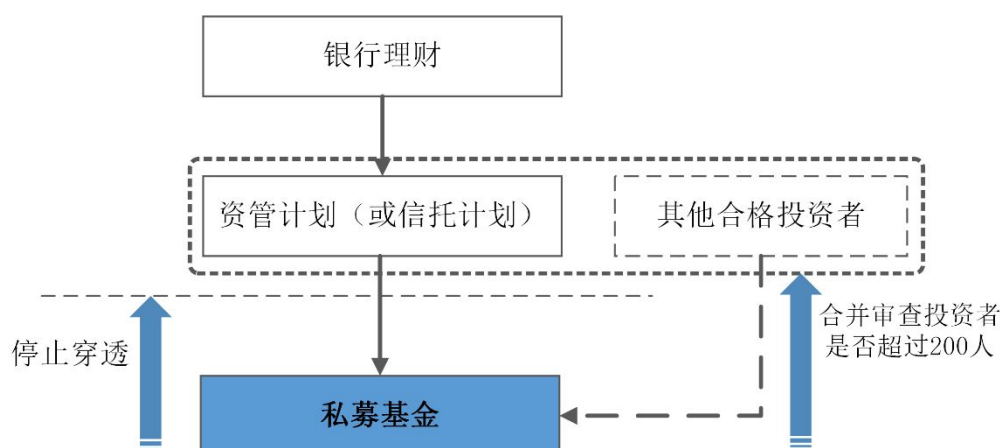 银行理财
资管计划（或信托计划）
其他合格投资者
停止穿透
合并审查投资者
是否超过200人
私募基金